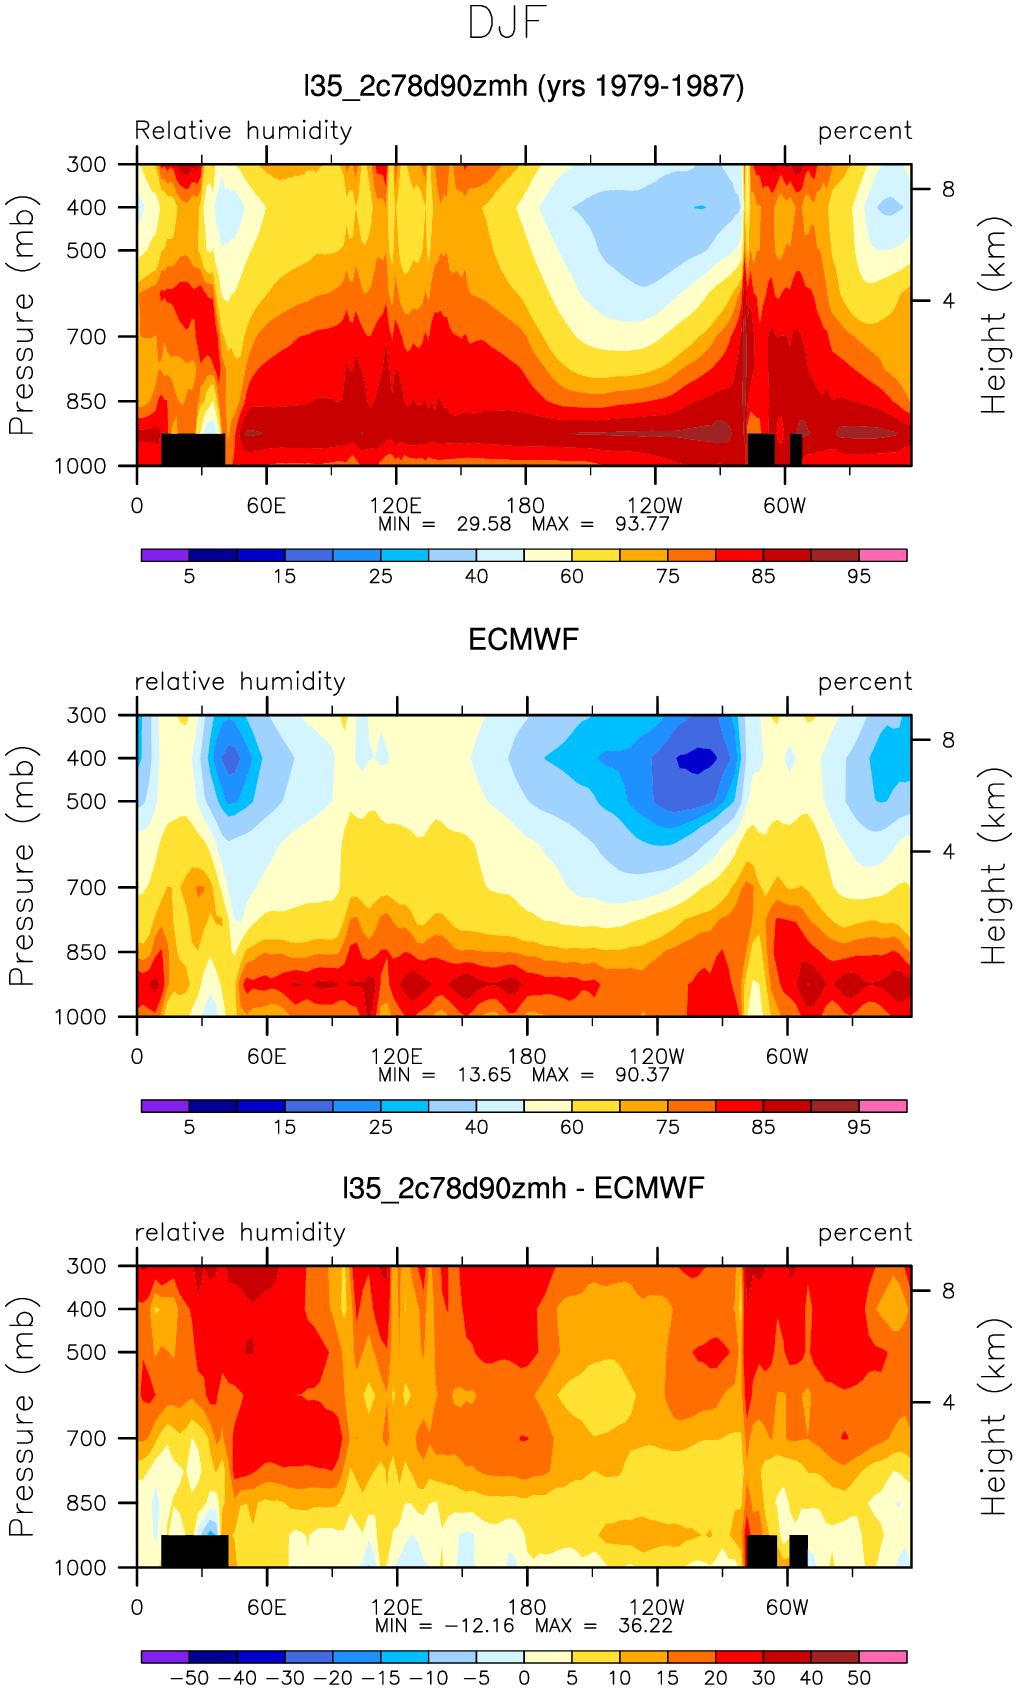 DJF
l35_2c78d90zmh (yrs 1979-1987)
Relative humidity percent
300
400
500
700
850
1000
Pressure (mb)
8
4
Height (km)
0 60E 120E 180 120W 60W
MIN = 29.58 MAX = 93.77
5 15 25 40 60 75 85 95
ECMWF
relative humidity percent
300
400
500
700
850
1000
Pressure (mb)
8
4
Height (km)
0 60E 120E 180 120W 60W
MIN = 13.65 MAX = 90.37
5 15 25 40 60 75 85 95
l35_2c78d90zmh - ECMWF
relative humidity percent
300
400
500
700
850
1000
Pressure (mb)
8
4
Height (km)
0 60E 120E 180 120W 60W
MIN = -12.16 MAX = 36.22
-50 -40 -30 -20 -15 -10 -5 0 5 10 15 20 30 40 50